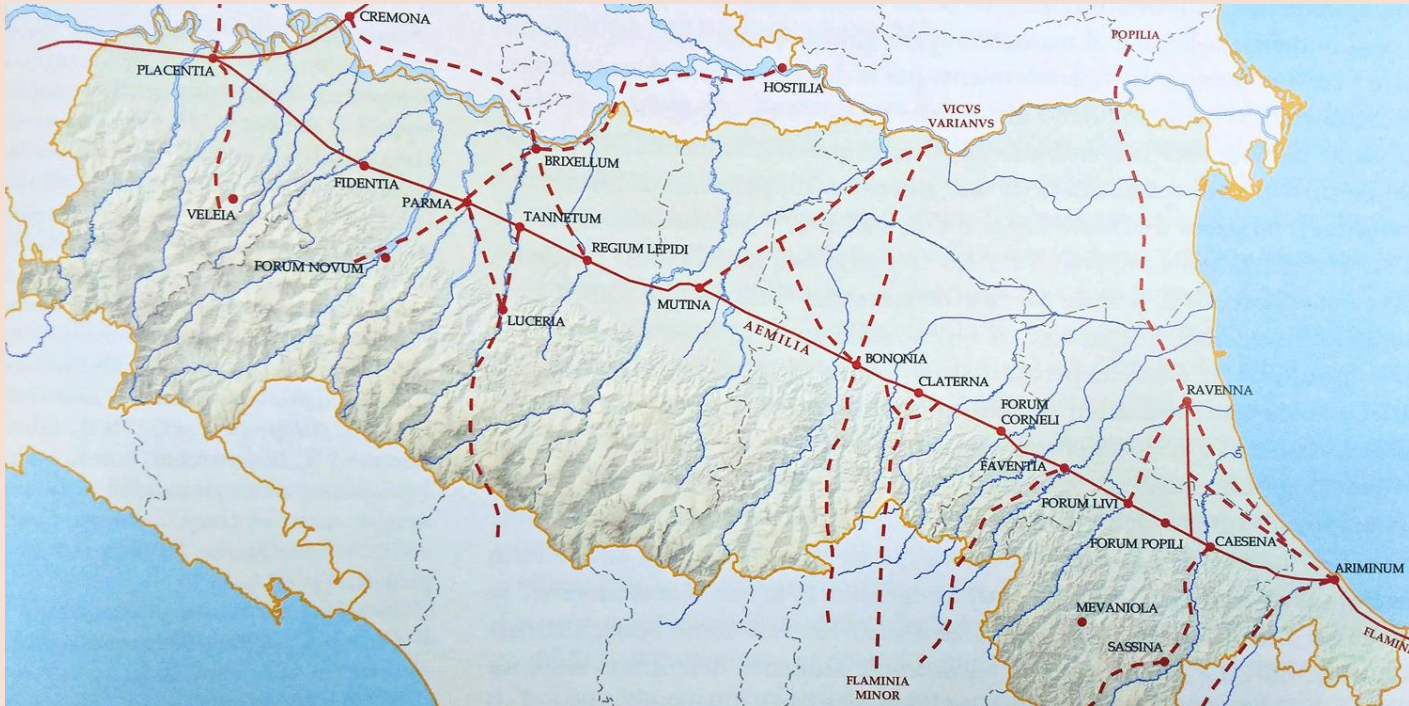 CREMONA
POPILIA
PLACENTIA
HOSTILIA
VICVS
VARIANVS
BRIXELLUM
FIDENTIA
VELEIA
PARMA
TANNETUM
REGIUM LEPIDI
FORUM NOVUM
MUTINA
LUCERIA
AEMILIA
BONONIA
CLATERNA
RAVENNA
FORUM
CORNELI
FAVENTIA
FORUM LIVI
FORUM POPILI
CAESENA
ARIMINUM
MEVANIOLA
SASSINA
FLAMINIA
MINOR